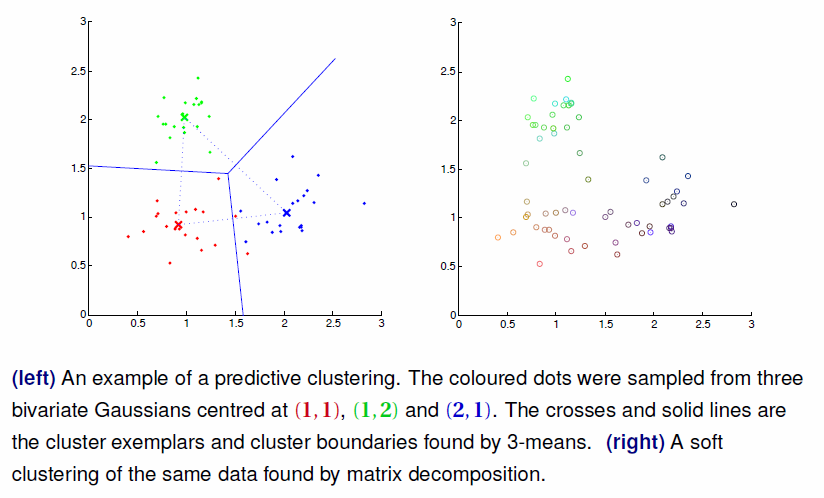 3
2.5
2
1.5
1
0.5
0
0 0.5 1 1.5 2 2.5 3
3
2.5
2
1.5
1
0.5
0
0 0.5 1 1.5 2 2.5 3
(left) An example of a predictive clustering. The coloured dots were sampled from three
bivariate Gaussians centred at (1,1), (1,2) and (2,1). The crosses and solid lines are
the cluster exemplars and cluster boundaries found by 3-means. (right) A soft
clustering of the same data found by matrix decomposition.